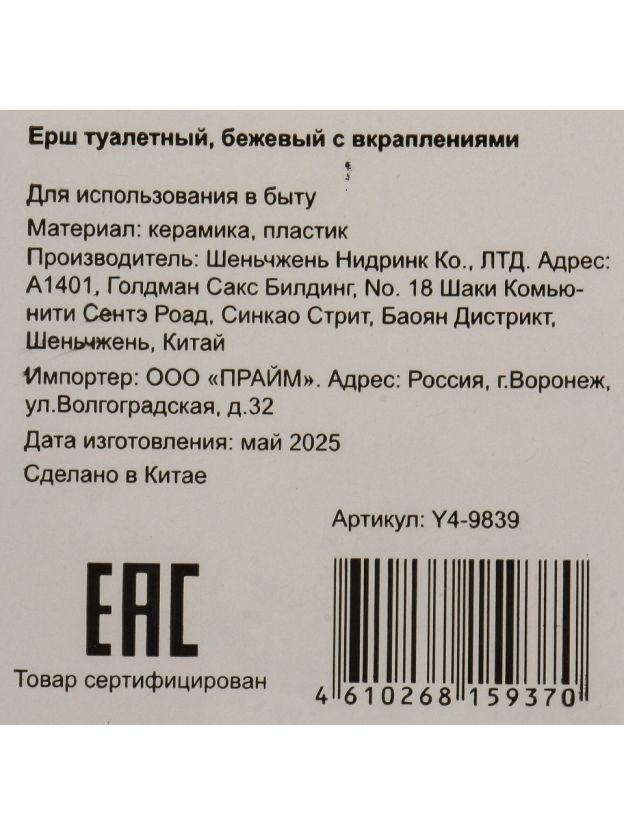 Ерш туалетный, бежевый с вкраплениями
Для использования в быту
Материал: керамика, пластик
Производитель: Шеньчжень Нидринк Ко., ЛТД. Адрес:
А1401, Голдман Сакс Билдинг, No. 18 Шаки Комью-
нити Сентэ Роад, Синкао Стрит, Баоян Дистрикт,
Шеньчжень, Китай
Импортер: ООО «ПРАЙМ». Адрес: Россия, г.Воронеж,
ул.Волгоградская, д.32
Дата изготовления: май 2025
Сделано в Китае
Артикул: Y4-9839
EAC
Товар сертифицирован
4 610268 159370